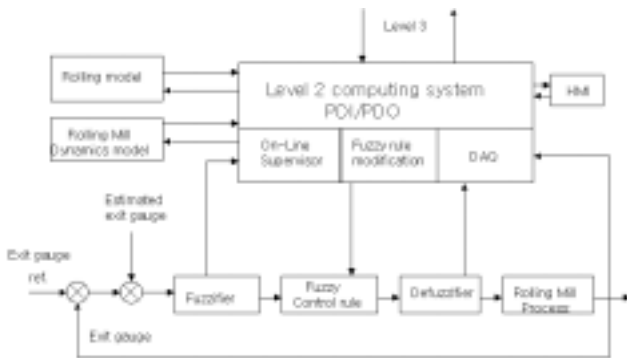 Level 3
Rolling model
Level 2 computing system
PDI/PDO
HMI
Rolling Mill
Dynamics model
On-Line
Supervisor
Fuzzy rule
modification
DAQ
Estimated
exit gauge
Exit gauge
ref.
Fuzzifier
Fuzzy
Control rule
Defuzzifier
Rolling Mill
Process
Exit gauge